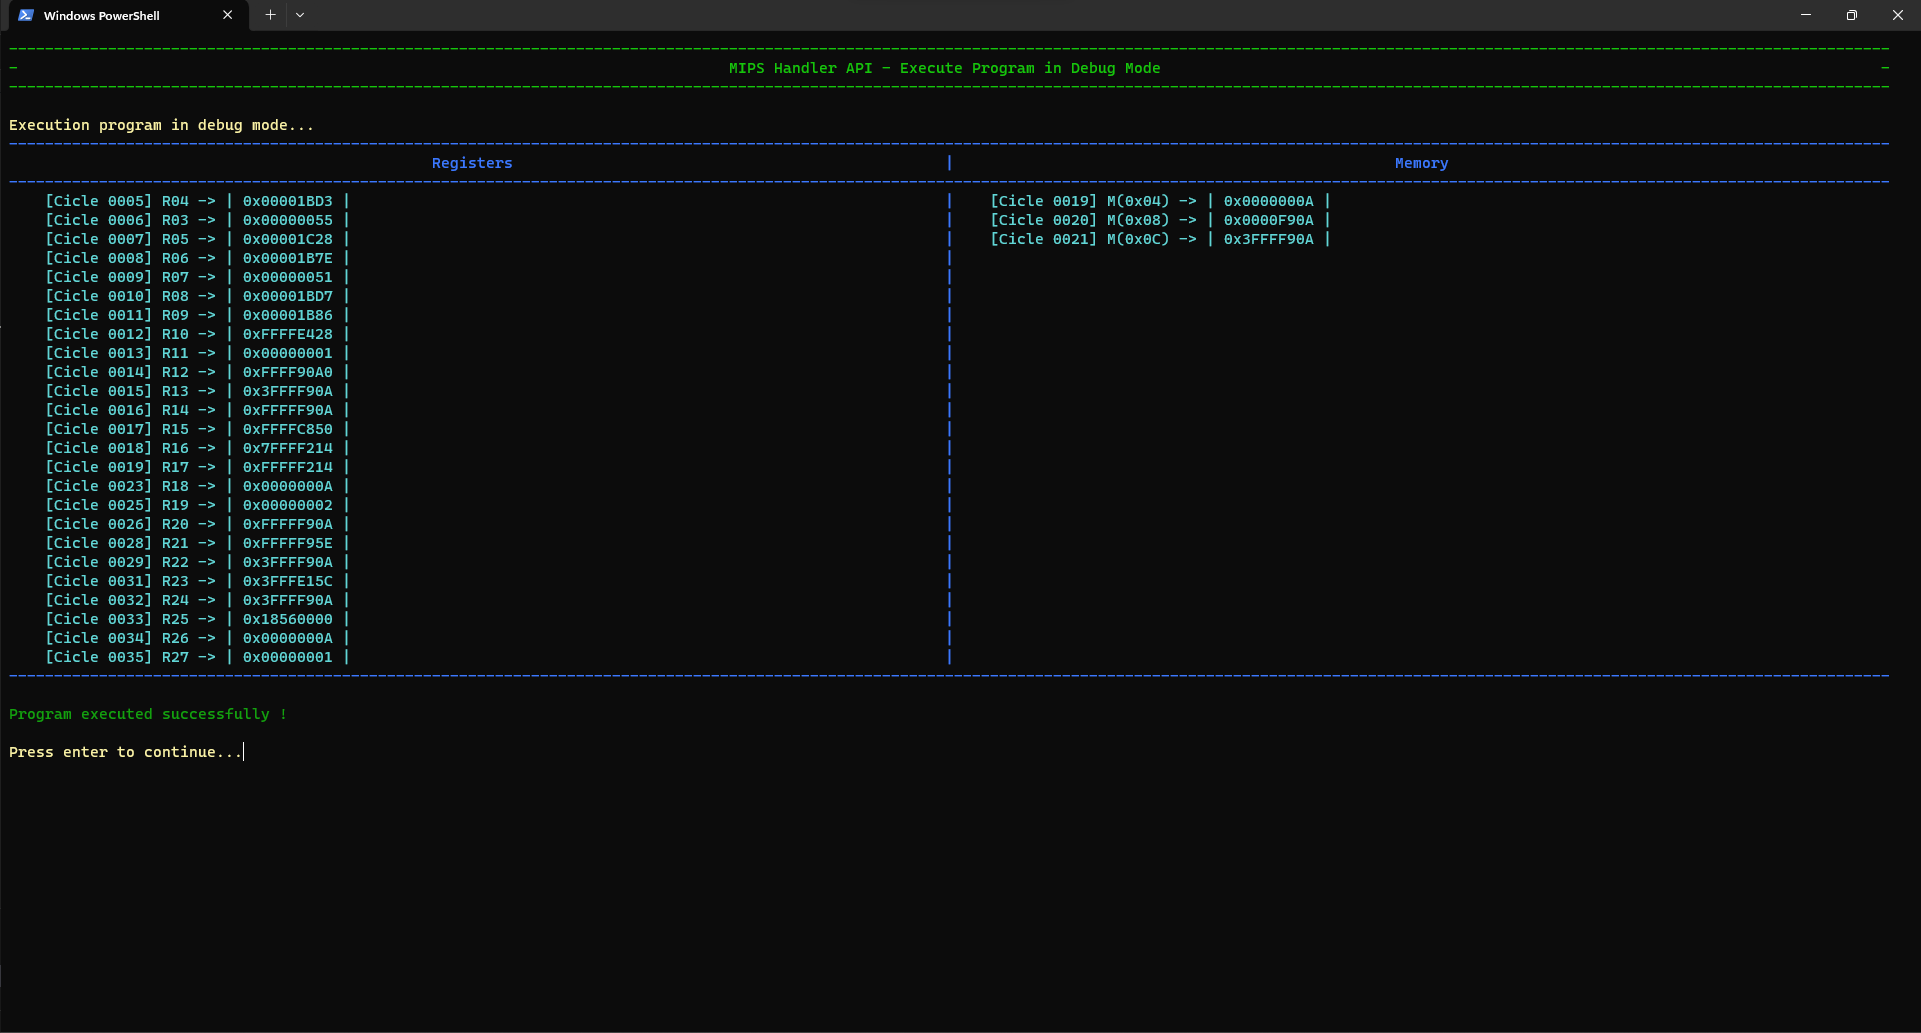 Windows PowerShell
- MIPS Handler API - Execute Program in Debug Mode -
Execution program in debug mode...
Registers | Memory
[Cicle 0005] R04 -> | 0x00001BD3 | | [Cicle 0019] M(0x04) -> | 0x0000000A |
[Cicle 0006] R03 -> | 0x00000055 | | [Cicle 0020] M(0x08) -> | 0x0000F90A |
[Cicle 0007] R05 -> | 0x00001C28 | | [Cicle 0021] M(0x0C) -> | 0x3FFFF90A |
[Cicle 0008] R06 -> | 0x00001B7E | |
[Cicle 0009] R07 -> | 0x00000051 | |
[Cicle 0010] R08 -> | 0x00001BD7 | |
[Cicle 0011] R09 -> | 0x00001B86 | |
[Cicle 0012] R10 -> | 0xFFFFE428 | |
[Cicle 0013] R11 -> | 0x00000001 | |
[Cicle 0014] R12 -> | 0xFFFF90A0 | |
[Cicle 0015] R13 -> | 0x3FFFF90A | |
[Cicle 0016] R14 -> | 0xFFFFF90A | |
[Cicle 0017] R15 -> | 0xFFFFC850 | |
[Cicle 0018] R16 -> | 0x7FFFF214 | |
[Cicle 0019] R17 -> | 0xFFFFF214 | |
[Cicle 0023] R18 -> | 0x0000000A | |
[Cicle 0025] R19 -> | 0x00000002 | |
[Cicle 0026] R20 -> | 0xFFFFF90A | |
[Cicle 0028] R21 -> | 0xFFFFF95E | |
[Cicle 0029] R22 -> | 0x3FFFF90A | |
[Cicle 0031] R23 -> | 0x3FFFE15C | |
[Cicle 0032] R24 -> | 0x3FFFF90A | |
[Cicle 0033] R25 -> | 0x18560000 | |
[Cicle 0034] R26 -> | 0x0000000A | |
[Cicle 0035] R27 -> | 0x00000001 | |
Program executed successfully !
Press enter to continue...